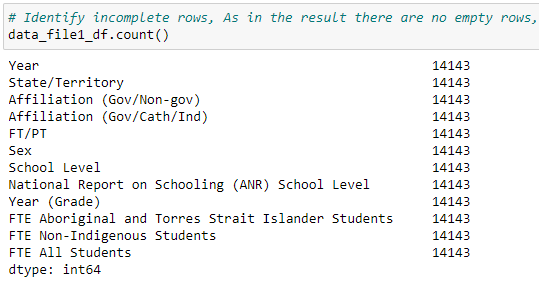 # Identify incomplete rows, As in the result there are no empty rows,
data_file1_df.count()
Year 14143
State/Territory 14143
Affiliation (Gov/Non-gov) 14143
Affiliation (Gov/Cath/Ind) 14143
FT/PT 14143
Sex 14143
School Level 14143
National Report on Schooling (ANR) School Level 14143
Year (Grade) 14143
FTE Aboriginal and Torres Strait Islander Students 14143
FTE Non-Indigenous Students 14143
FTE All Students 14143
dtype: int64